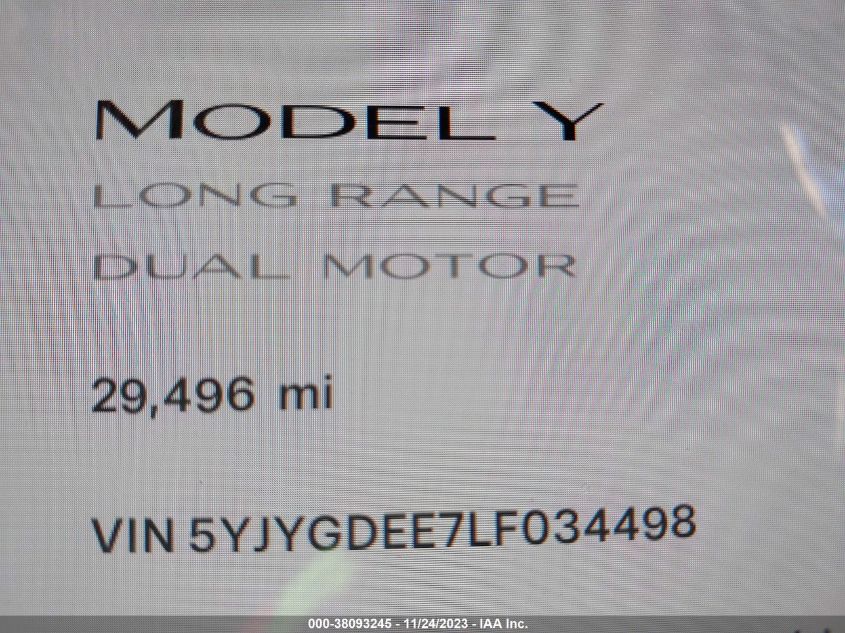 MODEL Y
LONG RANGE
DUAL MOTOR
29,496 mi
VIN 5YJYGDEE7LF034498
000-38093245 - 11/24/2023 - IAA Inc.